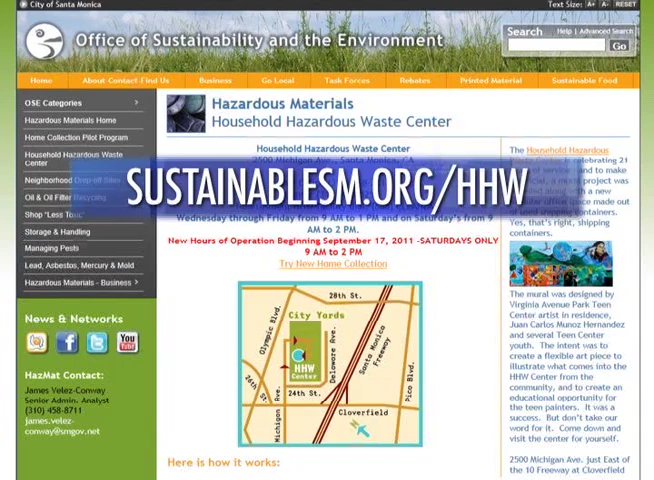 City of Santa Monica
Text Size: A+ A- RESET
Office of Sustainability and the Environment
Search Help | Advanced Search
Go
Home About-Contact-Find Us Business Go Local Task Forces Rebates Printed Material Sustainable Food
OSE Categories
Hazardous Materials Home
Home Collection Pilot Program
Household Hazardous Waste
Center
Neighborhood Drop-off Sites
Oil & Oil Filter Recycling
Shop "Less Toxic"
Storage & Handling
Managing Pests
Lead, Asbestos, Mercury & Mold
Hazardous Materials - Business
News & Networks
You Tube
HazMat Contact:
James Velez-Conway
Senior Admin. Analyst
(310) 458-8711
james.velez-
conway@smgov.net
Hazardous Materials
Household Hazardous Waste Center
Household Hazardous Waste Center
2500 Michigan Ave., Santa Monica, CA
SUSTAINABLESM.ORG/HHW
Wednesday through Friday from 9 AM to 1 PM and on Saturday's from 9
AM to 2 PM.
New Hours of Operation Beginning September 17, 2011 -SATURDAYS ONLY
9 AM to 2 PM
Try New Home Collection
28th St.
City Yards
Olympic Blvd.
Delaware Ave.
Santa Monica
Freeway
HHW
Center
26th St.
24th St.
Michigan Ave.
Pico Blvd.
Cloverfield
Here is how it works:
The Household Hazardous
Waste Center is celebrating 21
of service and to make
a mural project was
with a new
office space made out
of used shipping containers.
Yes, that's right, shipping
containers.
The mural was designed by
Virginia Avenue Park Teen
Center artist in residence,
Juan Carlos Munoz Hernandez
and several Teen Center
youth. The intent was to
create a flexible art piece to
illustrate what comes into the
HHW Center from the
community, and to create an
educational opportunity for
the teen painters. It was a
success. But don't take our
word for it. Come down and
visit the center for yourself.
2500 Michigan Ave. just East of
the 10 Freeway at Cloverfield